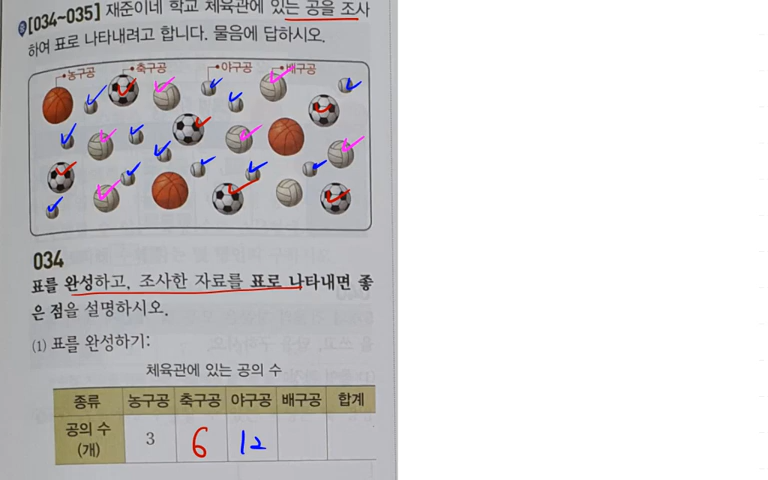 [034~035] 재준이네 학교 체육관에 있는 공을 조사
하여 표로 나타내려고 합니다. 물음에 답하시오.
농구공 축구공 야구공 배구공
034
표를 완성하고, 조사한 자료를 표로 나타내면 좋
은 점을 설명하시오.
(1) 표를 완성하기:
체육관에 있는 공의 수
종류 농구공 축구공 야구공 배구공 합계
공의 수
(개) 3 6 12